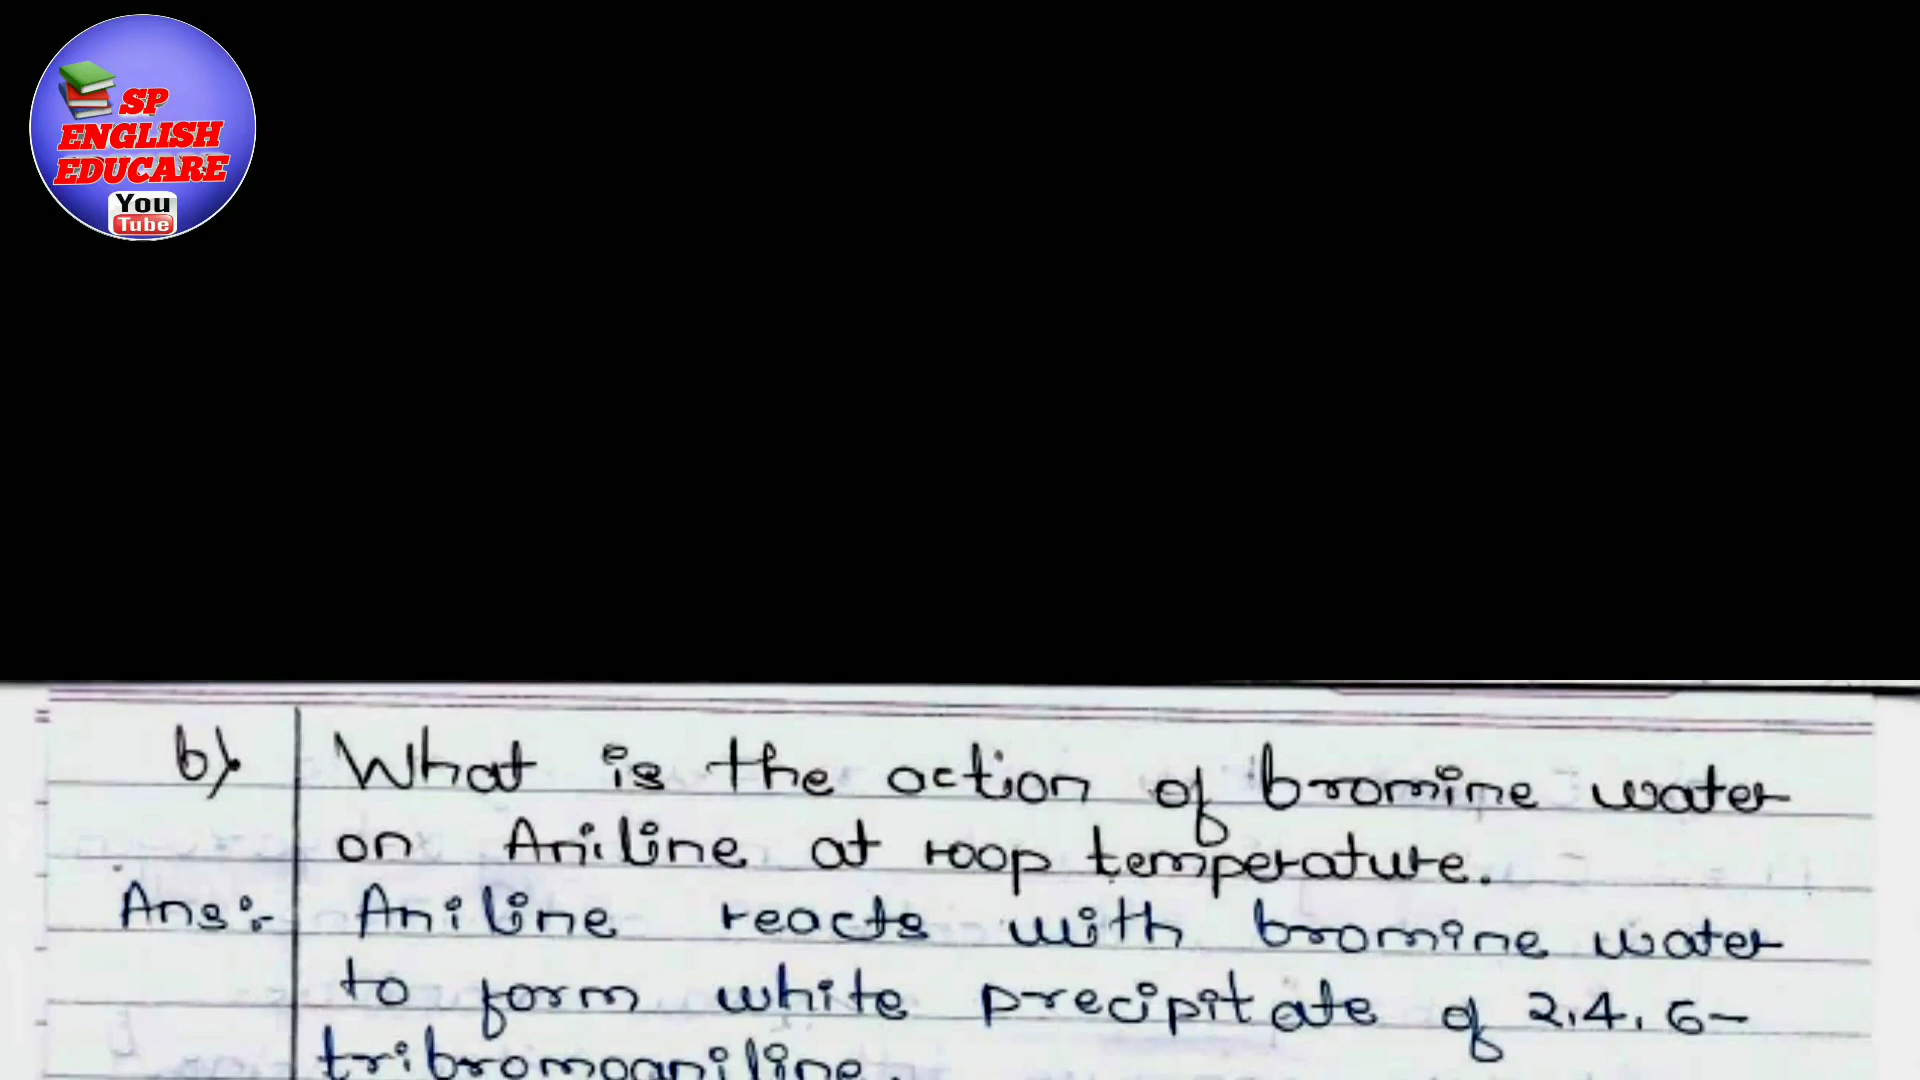 SP
ENGLISH
EDUCARE
You
Tube
b) What is the action of bromine water
on Aniline at roop temperature.
Ans:- Aniline reacts with bromine water
to form white precipitate of 2,4,6-
tribromoaniline.